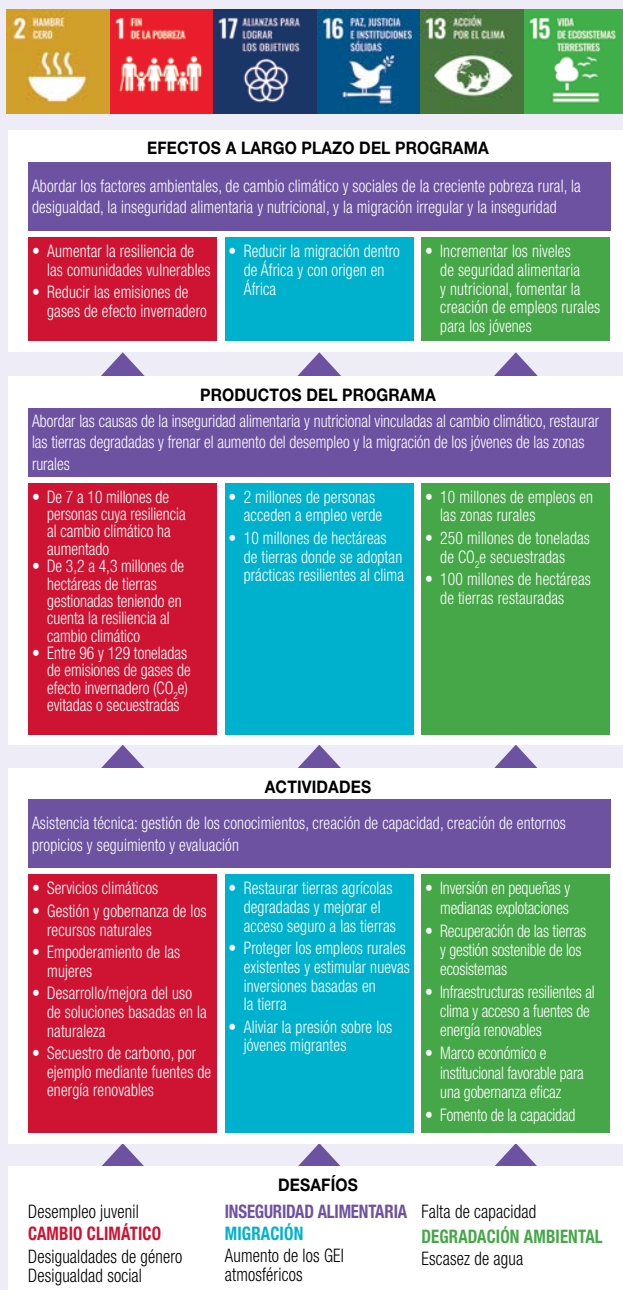 2 HAMBRE
CERO
1 FIN
DE LA POBREZA
17 ALIANZAS PARA
LOGRAR
LOS OBJETIVOS
16 PAZ, JUSTICIA
E INSTITUCIONES
SÓLIDAS
13 ACCIÓN
POR EL CLIMA
15 VIDA
DE ECOSISTEMAS
TERRESTRES
EFECTOS A LARGO PLAZO DEL PROGRAMA
Abordar los factores ambientales, de cambio climático y sociales de la creciente pobreza rural, la
desigualdad, la inseguridad alimentaria y nutricional, y la migración irregular y la inseguridad
• Aumentar la resiliencia de
las comunidades vulnerables
• Reducir las emisiones de
gases de efecto invernadero
• Reducir la migración dentro
de África y con origen en
África
• Incrementar los niveles
de seguridad alimentaria
y nutricional, fomentar la
creación de empleos rurales
para los jóvenes
PRODUCTOS DEL PROGRAMA
Abordar las causas de la inseguridad alimentaria y nutricional vinculadas al cambio climático, restaurar
las tierras degradadas y frenar el aumento del desempleo y la migración de los jóvenes de las zonas
rurales
• De 7 a 10 millones de
personas cuya resiliencia
al cambio climático ha
aumentado
• De 3,2 a 4,3 millones de
hectáreas de tierras
gestionadas teniendo en
cuenta la resiliencia al
cambio climático
• Entre 96 y 129 toneladas
de emisiones de gases de
efecto invernadero (CO₂e)
evitadas o secuestradas
• 2 millones de personas
acceden a empleo verde
• 10 millones de hectáreas
de tierras donde se adoptan
prácticas resilientes al clima
• 10 millones de empleos en
las zonas rurales
• 250 millones de toneladas
de CO₂e secuestradas
• 100 millones de hectáreas
de tierras restauradas
ACTIVIDADES
Asistencia técnica: gestión de los conocimientos, creación de capacidad, creación de entornos
propicios y seguimiento y evaluación
• Servicios climáticos
• Gestión y gobernanza de los
recursos naturales
• Empoderamiento de las
mujeres
• Desarrollo/mejora del uso
de soluciones basadas en la
naturaleza
• Secuestro de carbono, por
ejemplo mediante fuentes de
energía renovables
• Restaurar tierras agrícolas
degradadas y mejorar el
acceso seguro a las tierras
• Proteger los empleos rurales
existentes y estimular nuevas
inversiones basadas en
la tierra
• Aliviar la presión sobre los
jóvenes migrantes
• Inversión en pequeñas y
medianas explotaciones
• Recuperación de las tierras
y gestión sostenible de los
ecosistemas
• Infraestructuras resilientes al
clima y acceso a fuentes de
energía renovables
• Marco económico e
institucional favorable para
una gobernanza eficaz
• Fomento de la capacidad
DESAFÍOS
Desempleo juvenil
CAMBIO CLIMÁTICO
Desigualdades de género
Desigualdad social
INSEGURIDAD ALIMENTARIA
MIGRACIÓN
Aumento de los GEI
atmosféricos
Falta de capacidad
DEGRADACIÓN AMBIENTAL
Escasez de agua